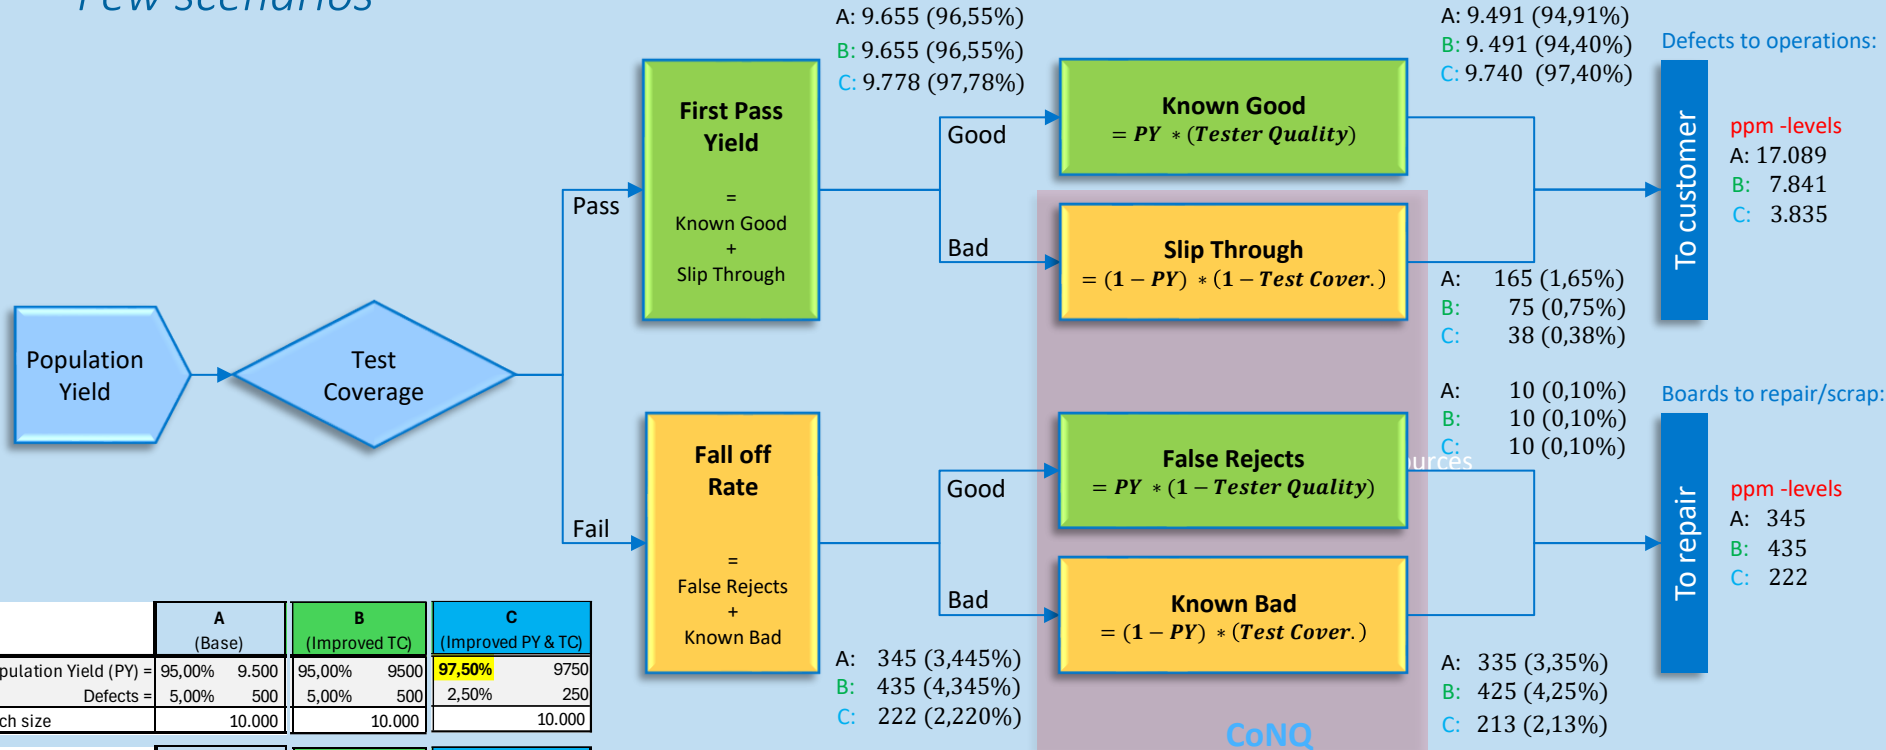 Few scenarios
A: 9.655 (96,55%)
B: 9.655 (96,55%)
C: 9.778 (97,78%)
A: 9.491 (94,91%)
B: 9. 491 (94,40%)
C: 9.740 (97,40%)
Defects to operations:
First Pass
Yield
=
Known Good
+
Slip Through
Good
Known Good
= PY * (Tester Quality)
To customer
ppm -levels
A: 17.089
B: 7.841
C: 3.835
Pass
Bad
Slip Through
= (1 − PY) * (1 − Test Cover.)
A: 165 (1,65%)
B: 75 (0,75%)
C: 38 (0,38%)
Population
Yield
Test
Coverage
A: 10 (0,10%)
B: 10 (0,10%)
C: 10 (0,10%)
Boards to repair/scrap:
Fall off
Rate
=
False Rejects
+
Known Bad
Good
False Rejects
= PY * (1 − Tester Quality)
urces
To repair
ppm -levels
A: 345
B: 435
C: 222
Fail
Bad
Known Bad
= (1 − PY) * (Test Cover.)
A: 345 (3,445%)
B: 435 (4,345%)
C: 222 (2,220%)
A: 335 (3,35%)
B: 425 (4,25%)
C: 213 (2,13%)
CoNQ
A B C
(Base) (Improved TC) (Improved PY & TC)
pulation Yield (PY) = 95,00% 9.500 95,00% 9500 97,50% 9750
Defects = 5,00% 500 5,00% 500 2,50% 250
ch size 10.000 10.000 10.000